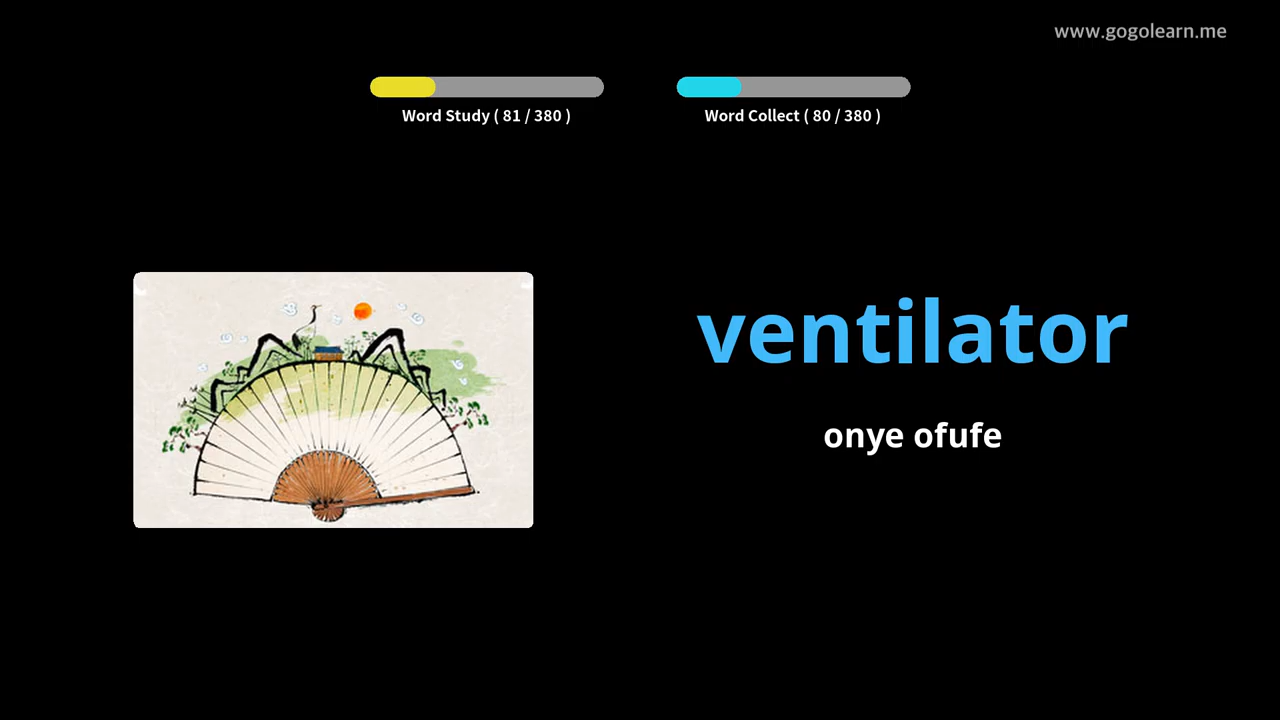 www.gogolearn.me
Word Study ( 81 / 380 )
Word Collect ( 80 / 380 )
ventilator
onye ofufe